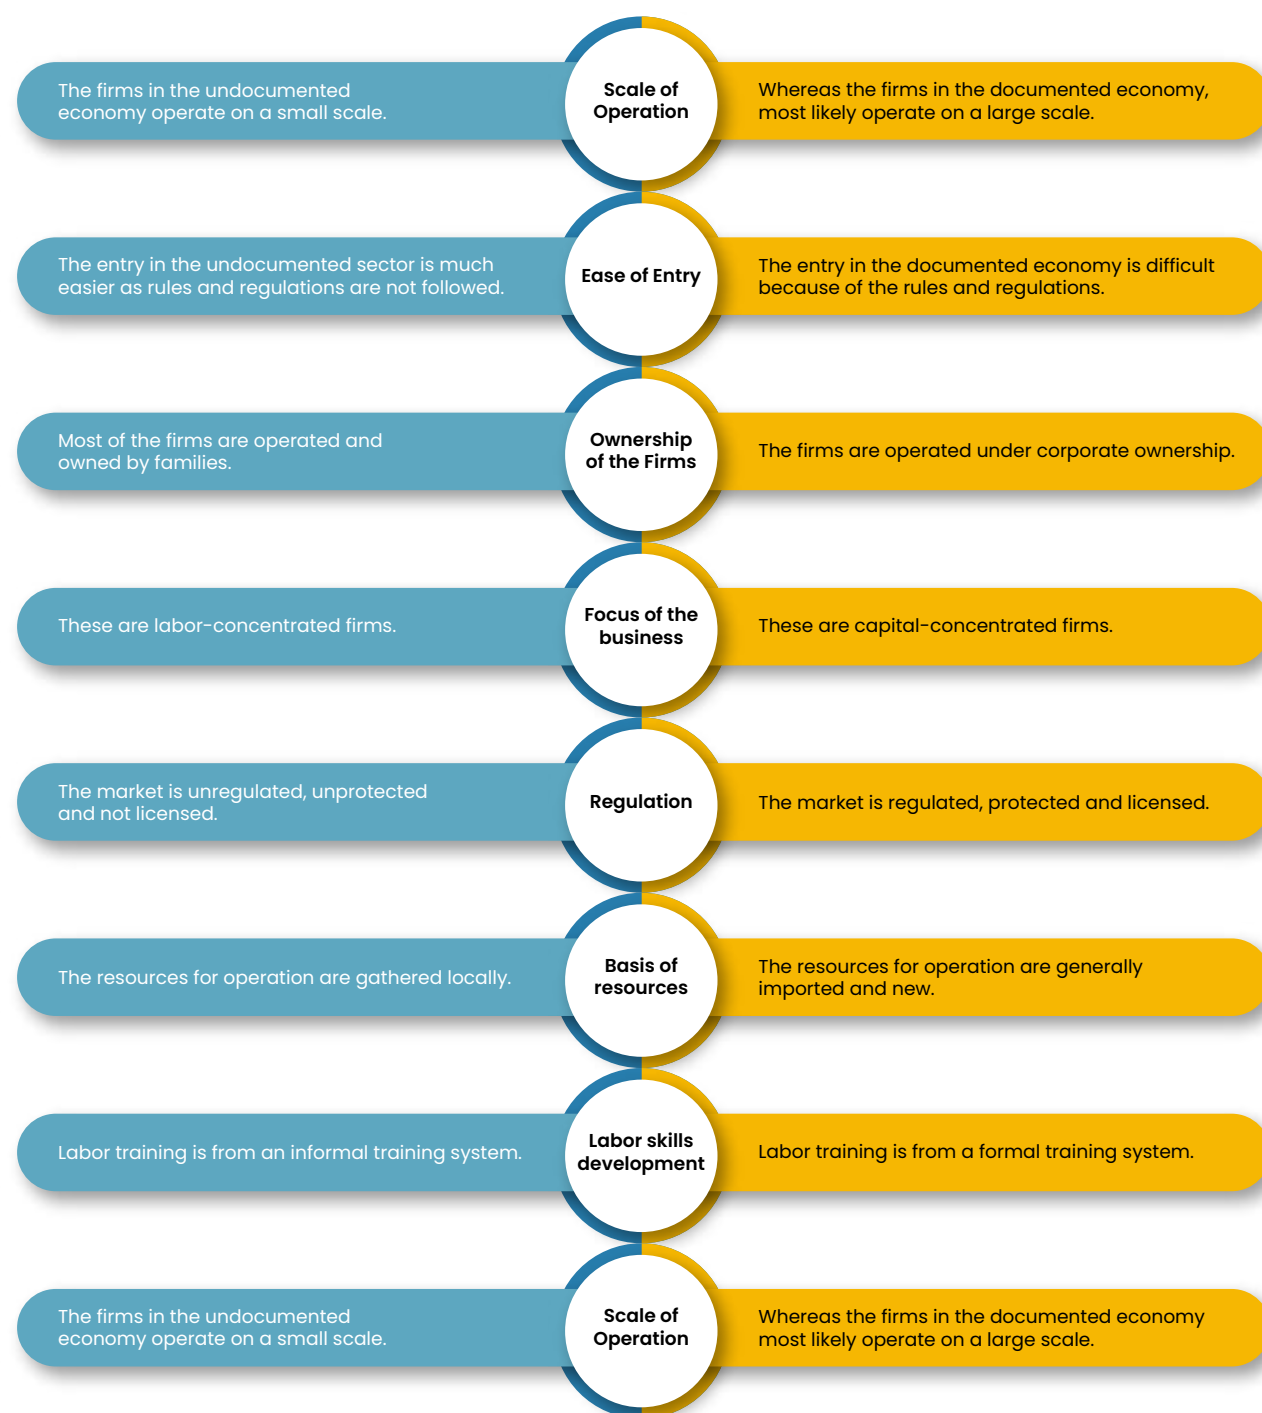 The firms in the undocumented
economy operate on a small scale.
Scale of
Operation
Whereas the firms in the documented economy,
most likely operate on a large scale.
The entry in the undocumented sector is much
easier as rules and regulations are not followed.
Ease of Entry
The entry in the documented economy is difficult
because of the rules and regulations.
Most of the firms are operated and
owned by families.
Ownership
of the Firms
The firms are operated under corporate ownership.
These are labor-concentrated firms.
Focus of the
business
These are capital-concentrated firms.
The market is unregulated, unprotected
and not licensed.
Regulation
The market is regulated, protected and licensed.
The resources for operation are gathered locally.
Basis of
resources
The resources for operation are generally
imported and new.
Labor training is from an informal training system.
Labor skills
development
Labor training is from a formal training system.
The firms in the undocumented
economy operate on a small scale.
Scale of
Operation
Whereas the firms in the documented economy
most likely operate on a large scale.